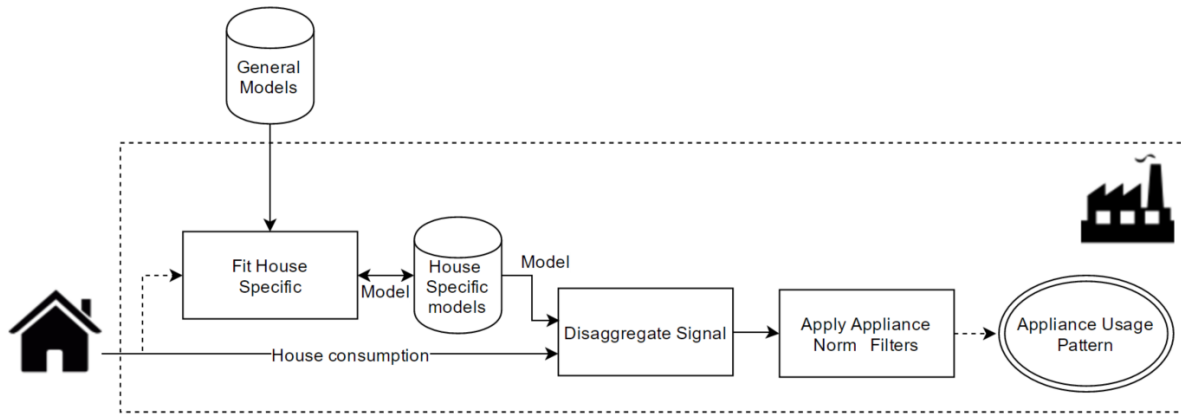 General
Models
Fit House
Specific
Model
House
Specific
models
Model
Disaggregate Signal
Apply Appliance
Norm Filters
Appliance Usage
Pattern
House consumption